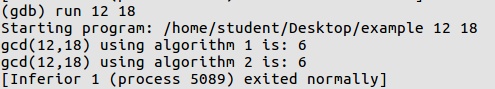 (gdb) run 12 18
Starting program: /home/student/Desktop/example 12 18
gcd(12,18) using algorithm 1 is: 6
gcd(12,18) using algorithm 2 is: 6
[Inferior 1 (process 5089) exited normally]